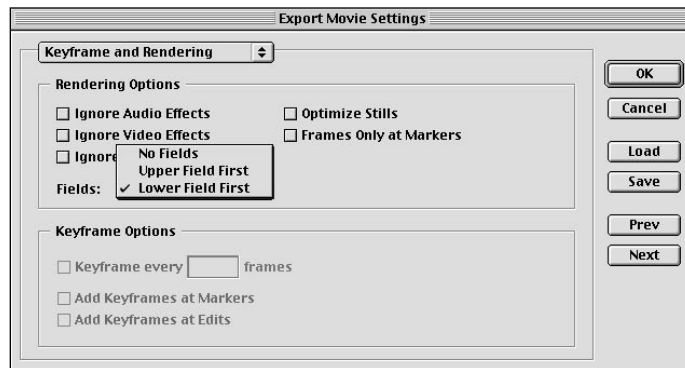 Export Movie Settings
Keyframe and Rendering
Rendering Options
Ignore Audio Effects
Optimize Stills
Ignore Video Effects
Frames Only at Markers
Ignore
No Fields
Upper Field First
Fields:
✓ Lower Field First
Keyframe Options
Keyframe every frames
Add Keyframes at Markers
Add Keyframes at Edits
OK
Cancel
Load
Save
Prev
Next